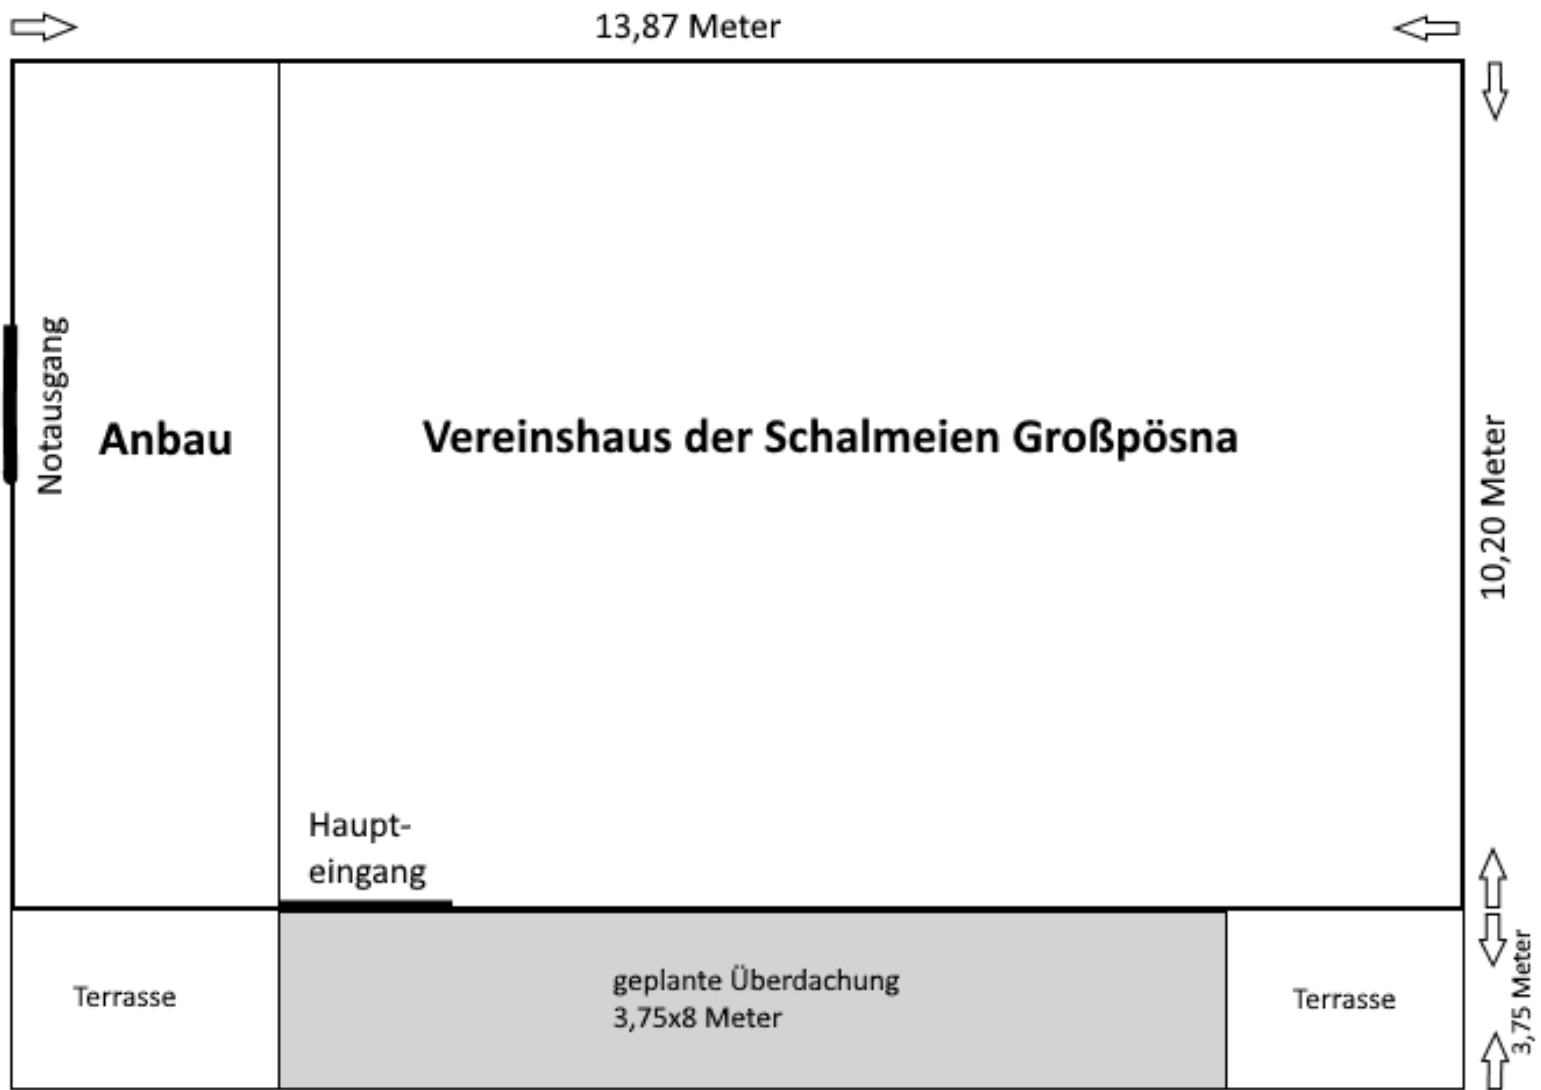 13,87 Meter
Notausgang
Anbau
Vereinshaus der Schalmeien Großpösna
10,20 Meter
Haupt-
eingang
Terrasse
geplante Überdachung
3,75x8 Meter
Terrasse
3,75 Meter